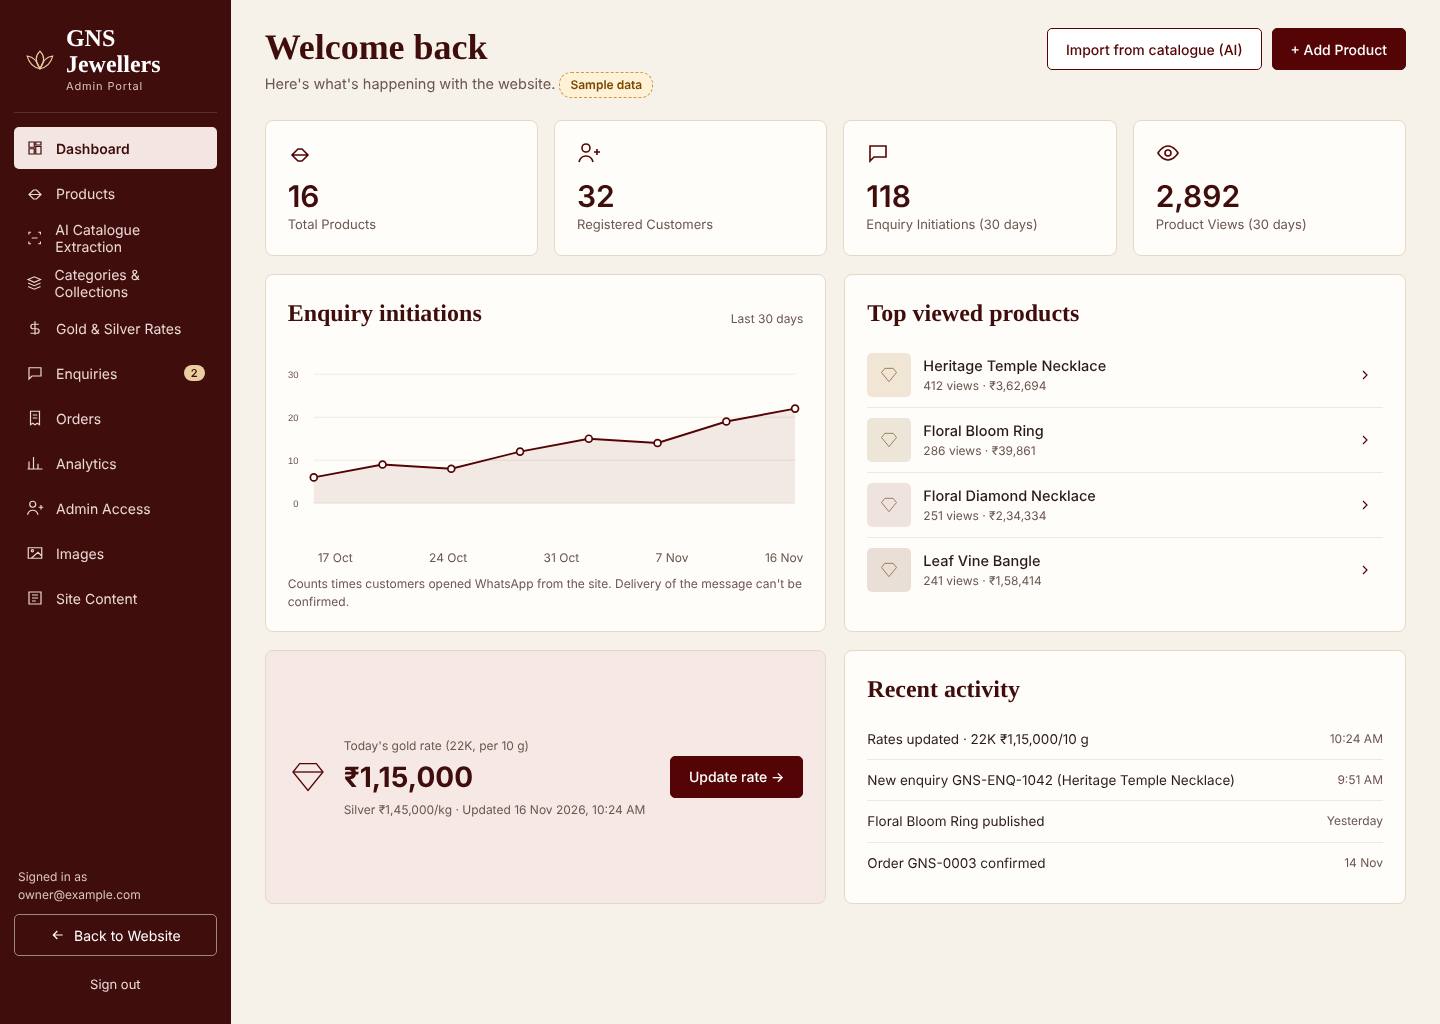 GNS
Jewellers
Admin Portal
Dashboard
Products
AI Catalogue
Extraction
Categories &
Collections
Gold & Silver Rates
Enquiries 2
Orders
Analytics
Admin Access
Images
Site Content
Signed in as
owner@example.com
← Back to Website
Sign out
Welcome back
Here's what's happening with the website. Sample data
Import from catalogue (AI)
+ Add Product
16
Total Products
32
Registered Customers
118
Enquiry Initiations (30 days)
2,892
Product Views (30 days)
Enquiry initiations
Last 30 days
30
20
10
0
17 Oct 24 Oct 31 Oct 7 Nov 16 Nov
Counts times customers opened WhatsApp from the site. Delivery of the message can't be
confirmed.
Top viewed products
Heritage Temple Necklace
412 views · ₹3,62,694
Floral Bloom Ring
286 views · ₹39,861
Floral Diamond Necklace
251 views · ₹2,34,334
Leaf Vine Bangle
241 views · ₹1,58,414
Today's gold rate (22K, per 10 g)
₹1,15,000
Silver ₹1,45,000/kg · Updated 16 Nov 2026, 10:24 AM
Update rate →
Recent activity
Rates updated · 22K ₹1,15,000/10 g 10:24 AM
New enquiry GNS-ENQ-1042 (Heritage Temple Necklace) 9:51 AM
Floral Bloom Ring published Yesterday
Order GNS-0003 confirmed 14 Nov